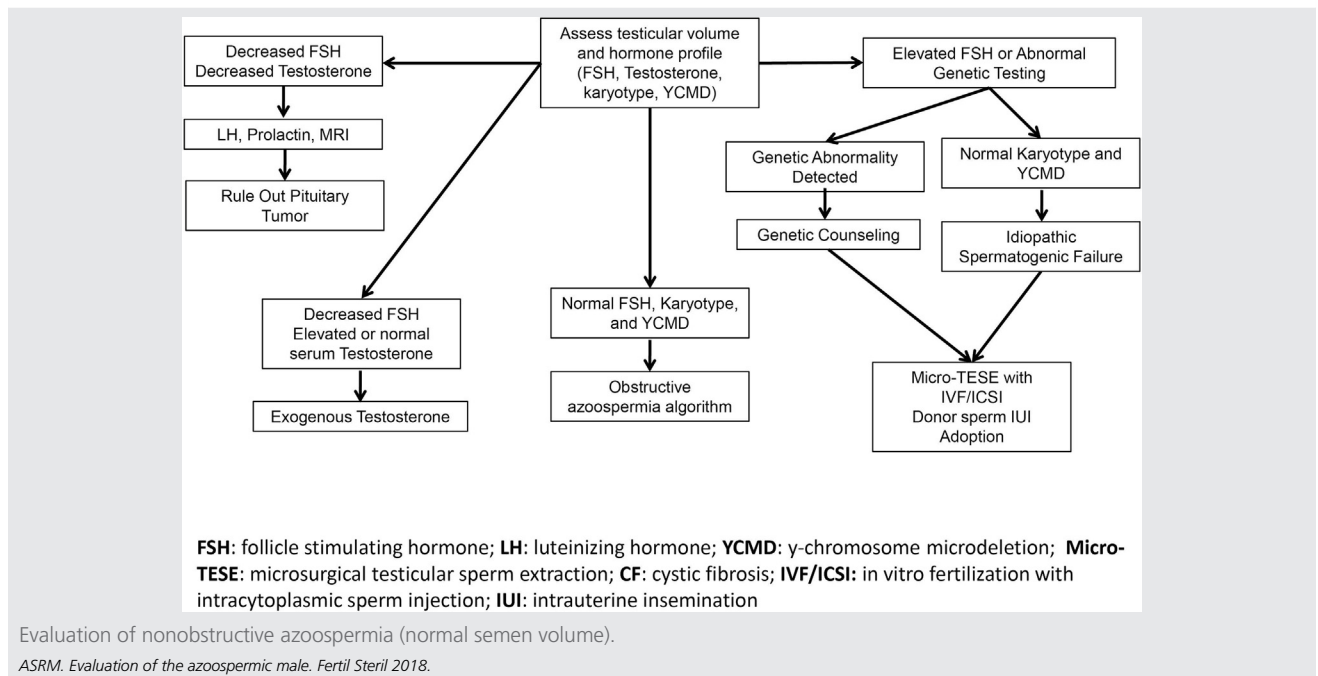 Assess testicular volume
and hormone profile
(FSH, Testosterone,
karyotype, YCMD)
Decreased FSH
Decreased Testosterone
LH, Prolactin, MRI
Rule Out Pituitary
Tumor
Decreased FSH
Elevated or normal
serum Testosterone
Exogenous Testosterone
Normal FSH, Karyotype,
and YCMD
Obstructive
azoospermia algorithm
Elevated FSH or Abnormal
Genetic Testing
Genetic Abnormality
Detected
Genetic Counseling
Normal Karyotype and
YCMD
Idiopathic
Spermatogenic Failure
Micro-TESE with
IVF/ICSI
Donor sperm IUI
Adoption
FSH: follicle stimulating hormone; LH: luteinizing hormone; YCMD: y-chromosome microdeletion; Micro-
TESE: microsurgical testicular sperm extraction; CF: cystic fibrosis; IVF/ICSI: in vitro fertilization with
intracytoplasmic sperm injection; IUI: intrauterine insemination
Evaluation of nonobstructive azoospermia (normal semen volume).
ASRM. Evaluation of the azoospermic male. Fertil Steril 2018.